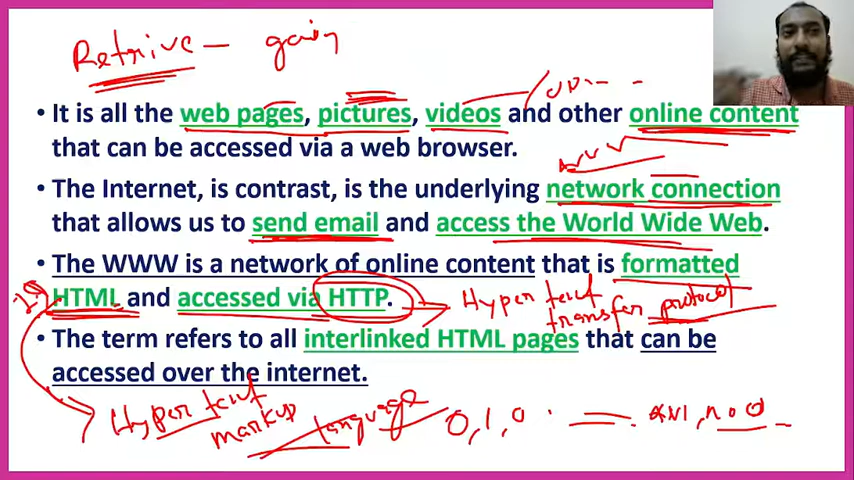 Retrive – gain
• It is all the web pages, pictures, videos and other online content
that can be accessed via a web browser.
• The Internet, is contrast, is the underlying network connection
that allows us to send email and access the World Wide Web.
• The WWW is a network of online content that is formatted
HTML and accessed via HTTP.
Hyper text
transfer protocol
• The term refers to all interlinked HTML pages that can be
accessed over the internet.
Hyper text
markup language
0, 1, 0